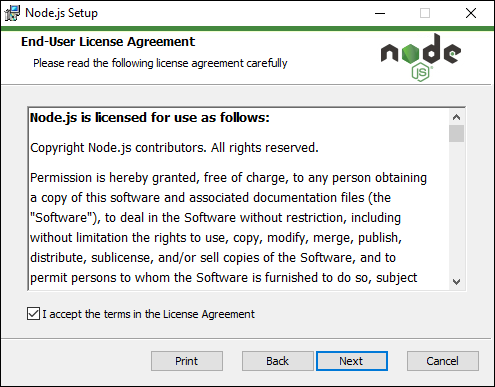 Node.js Setup
End-User License Agreement
Please read the following license agreement carefully
node
JS
Node.js is licensed for use as follows:
Copyright Node.js contributors. All rights reserved.
Permission is hereby granted, free of charge, to any person obtaining
a copy of this software and associated documentation files (the
"Software"), to deal in the Software without restriction, including
without limitation the rights to use, copy, modify, merge, publish,
distribute, sublicense, and/or sell copies of the Software, and to
permit persons to whom the Software is furnished to do so, subject
I accept the terms in the License Agreement
Print
Back
Next
Cancel